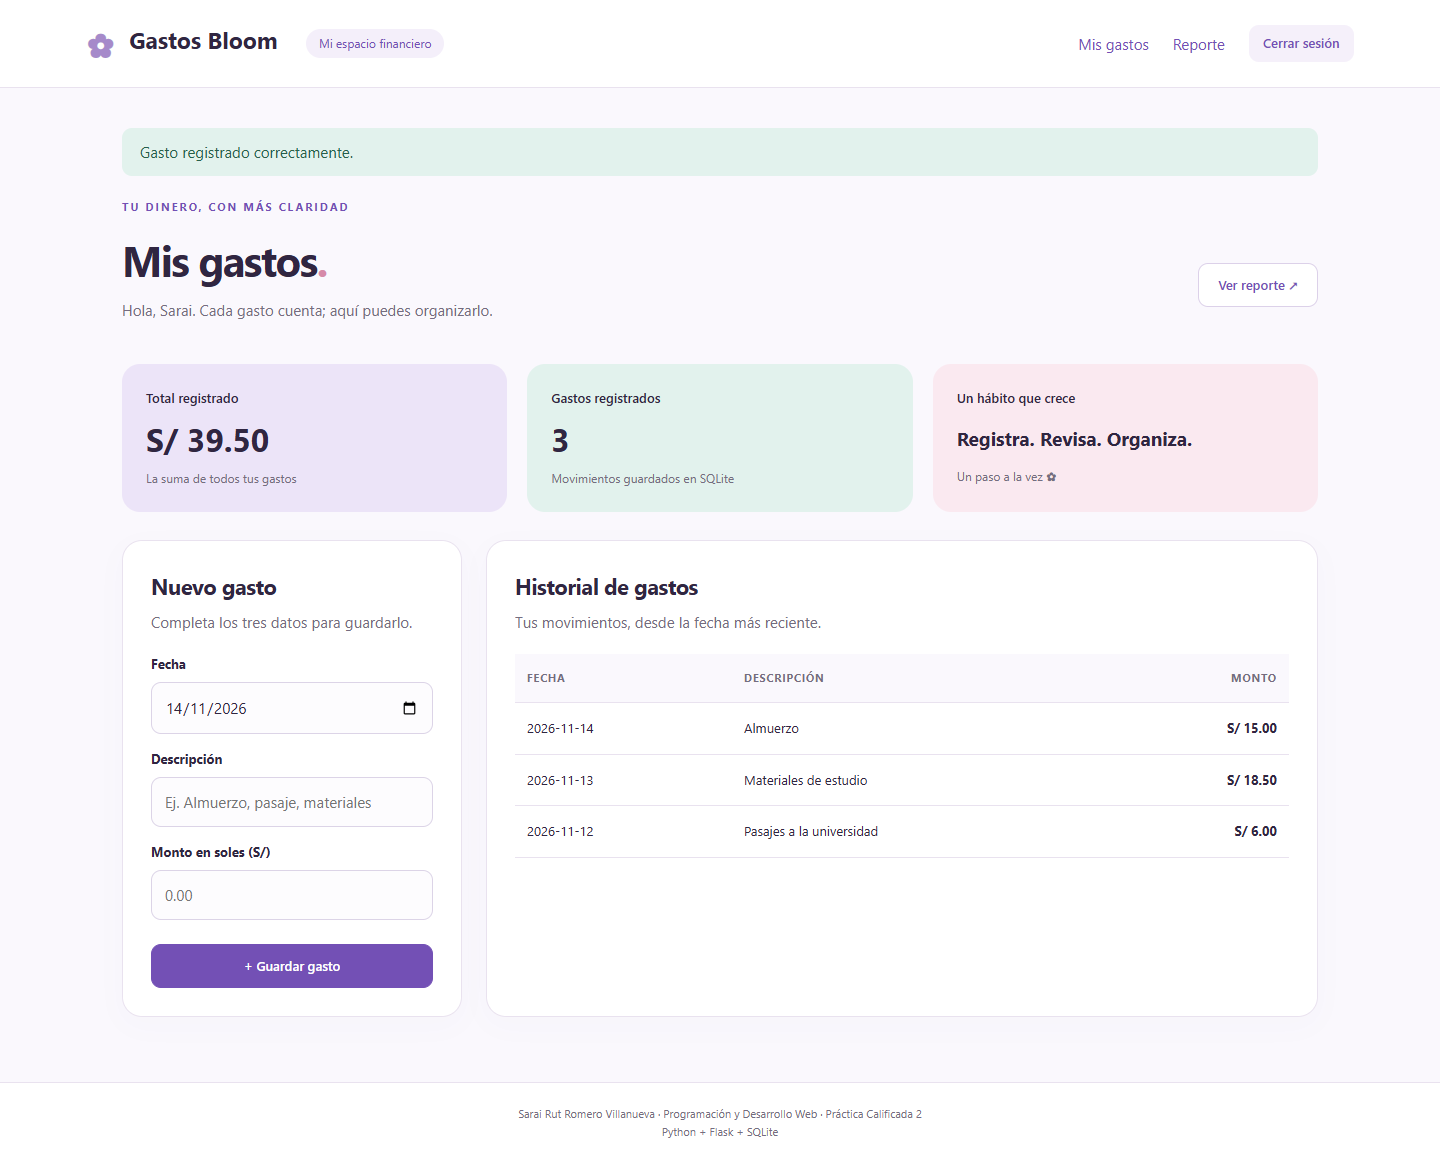 Gastos Bloom
Mi espacio financiero
Mis gastos
Reporte
Cerrar sesión
Gasto registrado correctamente.
TU DINERO, CON MÁS CLARIDAD
Mis gastos.
Hola, Sarai. Cada gasto cuenta; aquí puedes organizarlo.
Ver reporte ↗
Total registrado
S/ 39.50
La suma de todos tus gastos
Gastos registrados
3
Movimientos guardados en SQLite
Un hábito que crece
Registra. Revisa. Organiza.
Un paso a la vez ✿
Nuevo gasto
Completa los tres datos para guardarlo.
Fecha
14/11/2026
Descripción
Ej. Almuerzo, pasaje, materiales
Monto en soles (S/)
0.00
+ Guardar gasto
Historial de gastos
Tus movimientos, desde la fecha más reciente.
FECHA DESCRIPCIÓN MONTO
2026-11-14 Almuerzo S/ 15.00
2026-11-13 Materiales de estudio S/ 18.50
2026-11-12 Pasajes a la universidad S/ 6.00
Sarai Rut Romero Villanueva · Programación y Desarrollo Web · Práctica Calificada 2
Python + Flask + SQLite